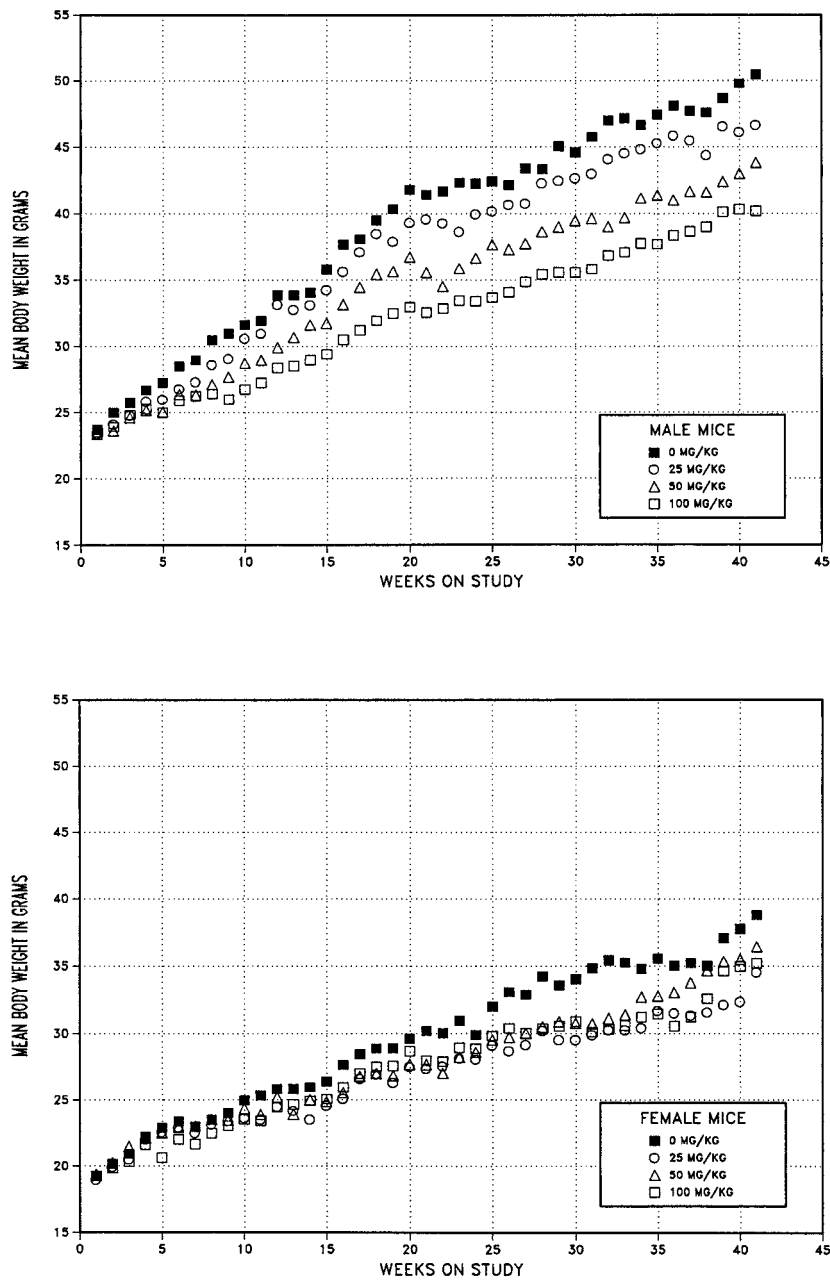 55
50
45
40
35
30
25
20
15
MEAN BODY WEIGHT IN GRAMS
MALE MICE
0 MG/KG
25 MG/KG
50 MG/KG
100 MG/KG
0 5 10 15 20 25 30 35 40 45
WEEKS ON STUDY
55
50
45
40
35
30
25
20
15
MEAN BODY WEIGHT IN GRAMS
FEMALE MICE
0 MG/KG
25 MG/KG
50 MG/KG
100 MG/KG
0 5 10 15 20 25 30 35 40 45
WEEKS ON STUDY